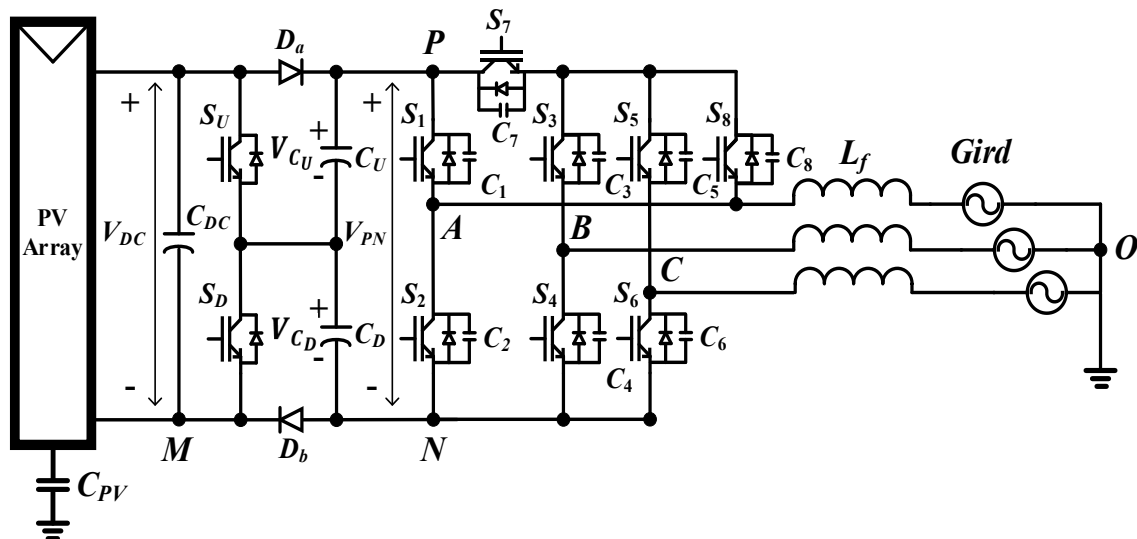 S7
Da
P
+
+
SU
S1
C7
S3
S5
S8
VCU
+
-
CU
C1
C3
C5
C8
Lf
Gird
PV
Array
VDC
CDC
VPN
A
B
C
O
SD
VCD
+
-
CD
S2
C2
S4
C4
S6
C6
-
-
M
Db
N
CPV